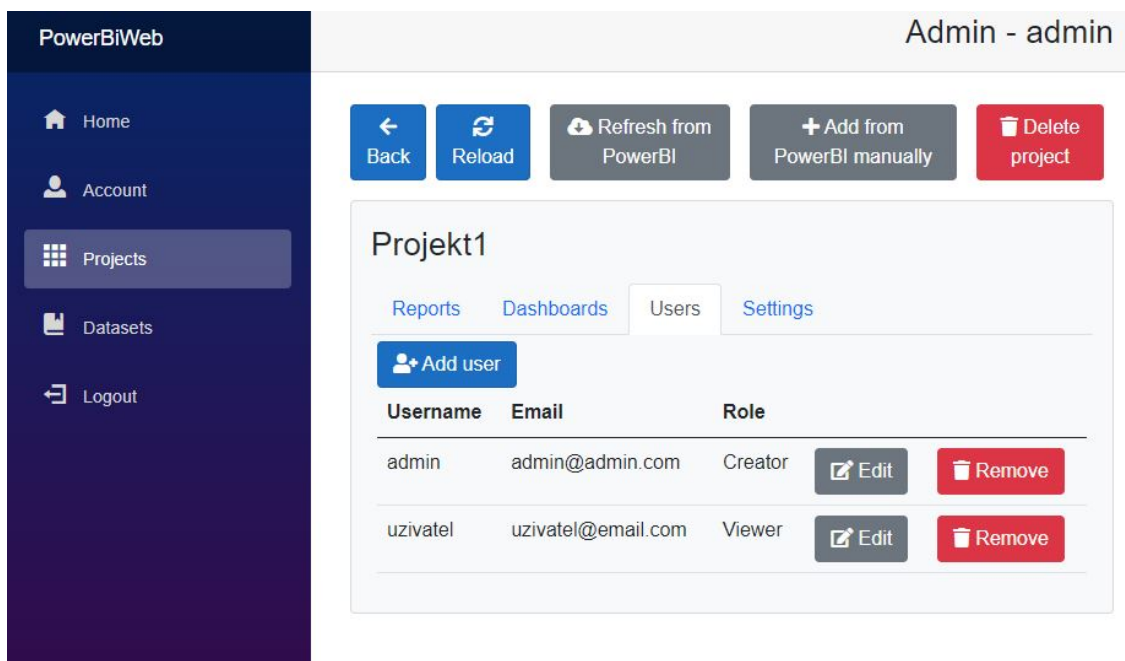 PowerBiWeb
Admin - admin
Home
Account
Projects
Datasets
Logout
Back
Reload
Refresh from
PowerBI
Add from
PowerBI manually
Delete
project
Projekt1
Reports Dashboards Users Settings
Add user
Username Email Role
admin admin@admin.com Creator Edit Remove
uzivatel uzivatel@email.com Viewer Edit Remove